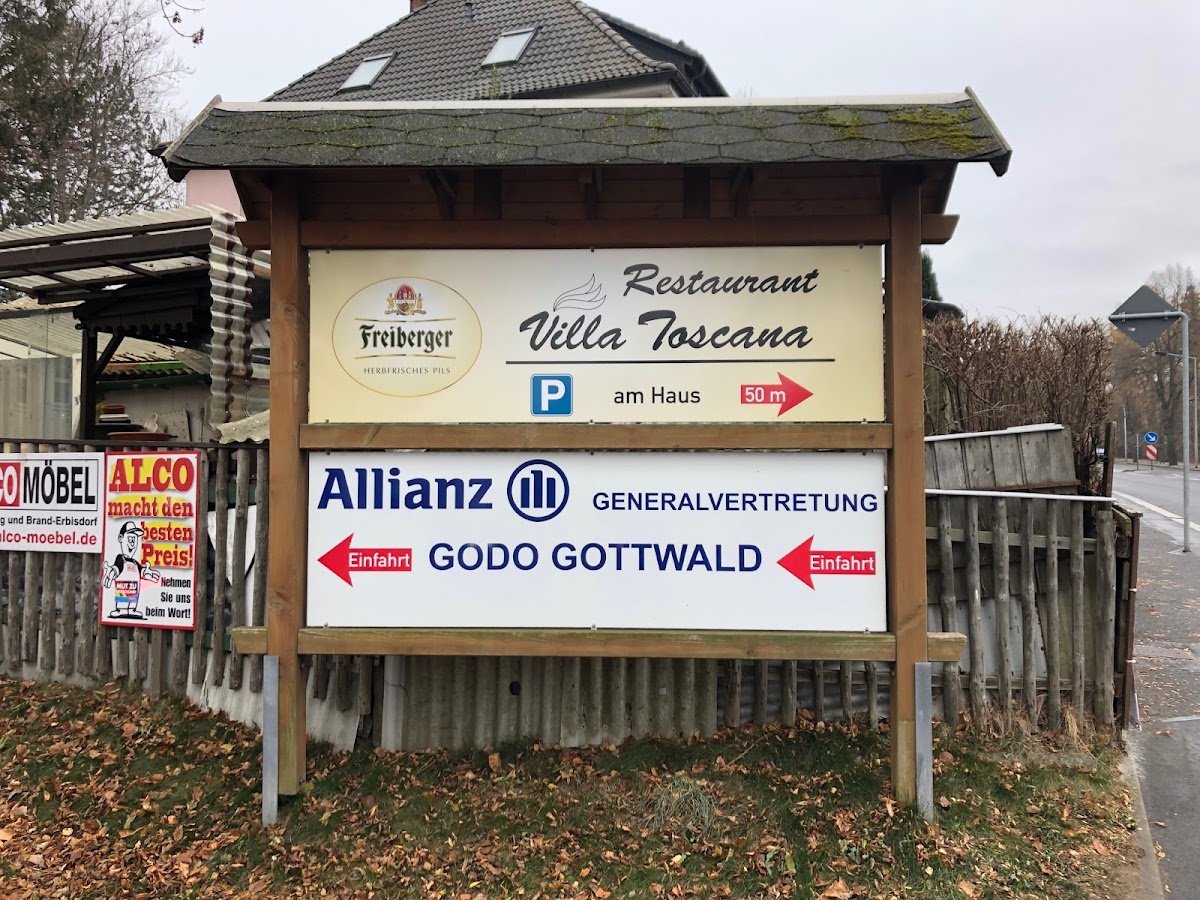 Restaurant
Freiberger
HERBFRISCHES PILS
Villa Toscana
P am Haus 50 m
Allianz GENERALVERTRETUNG
Einfahrt GODO GOTTWALD Einfahrt
MÖBEL
und Brand-Erbisdorf
alco-moebel.de
ALCO
macht den
besten
Preis!
Nehmen
Sie uns
beim Wort!